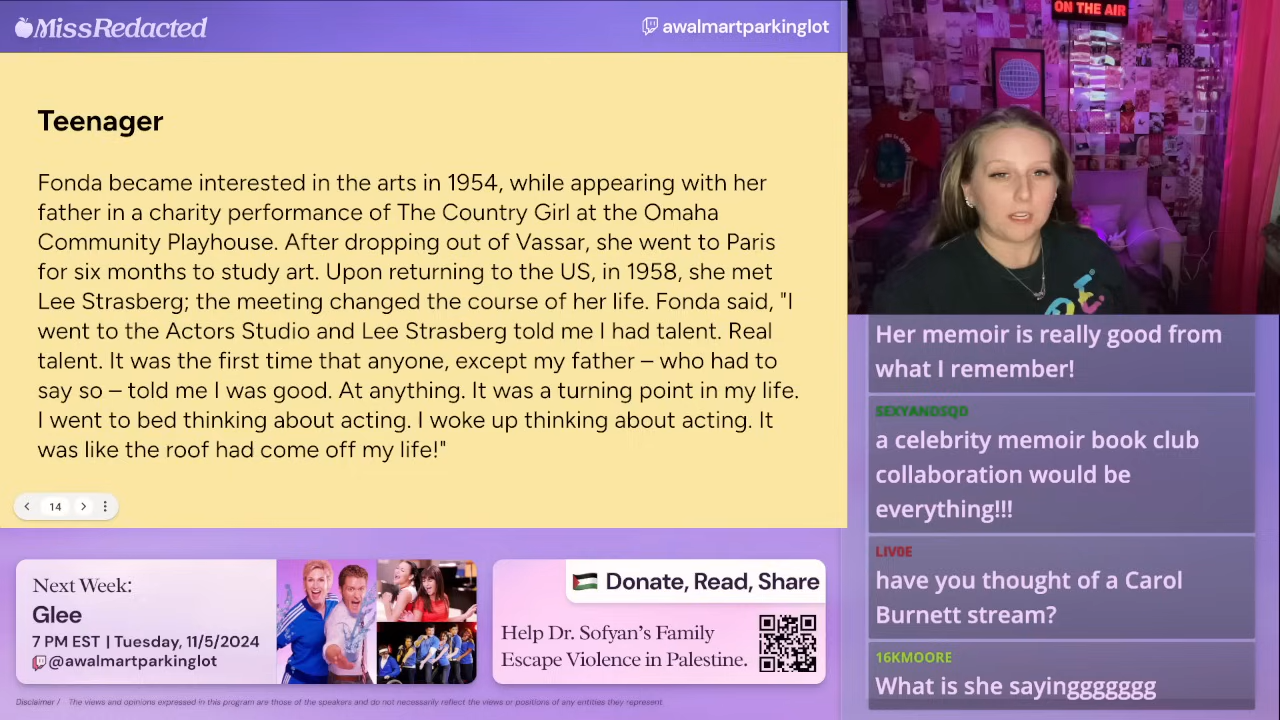 MissRedacted
awalmartparkinglot
ON THE AIR
Teenager
Fonda became interested in the arts in 1954, while appearing with her
father in a charity performance of The Country Girl at the Omaha
Community Playhouse. After dropping out of Vassar, she went to Paris
for six months to study art. Upon returning to the US, in 1958, she met
Lee Strasberg; the meeting changed the course of her life. Fonda said, "I
went to the Actors Studio and Lee Strasberg told me I had talent. Real
talent. It was the first time that anyone, except my father – who had to
say so – told me I was good. At anything. It was a turning point in my life.
I went to bed thinking about acting. I woke up thinking about acting. It
was like the roof had come off my life!"
14
Her memoir is really good from
what I remember!
SEXYANDSQD
a celebrity memoir book club
collaboration would be
everything!!!
LIV0E
have you thought of a Carol
Burnett stream?
16KMOORE
What is she sayinggggggg
Next Week:
Glee
7 PM EST | Tuesday, 11/5/2024
@awalmartparkinglot
Donate, Read, Share
Help Dr. Sofyan's Family
Escape Violence in Palestine.
Disclaimer / The views and opinions expressed in this program are those of the speakers and do not necessarily reflect the views or positions of any entities they represent